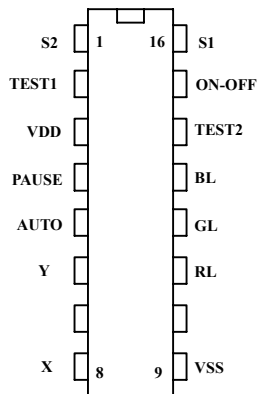 S2 1 16 S1
TEST1 ON-OFF
VDD TEST2
PAUSE BL
AUTO GL
Y RL
X 8 9 VSS